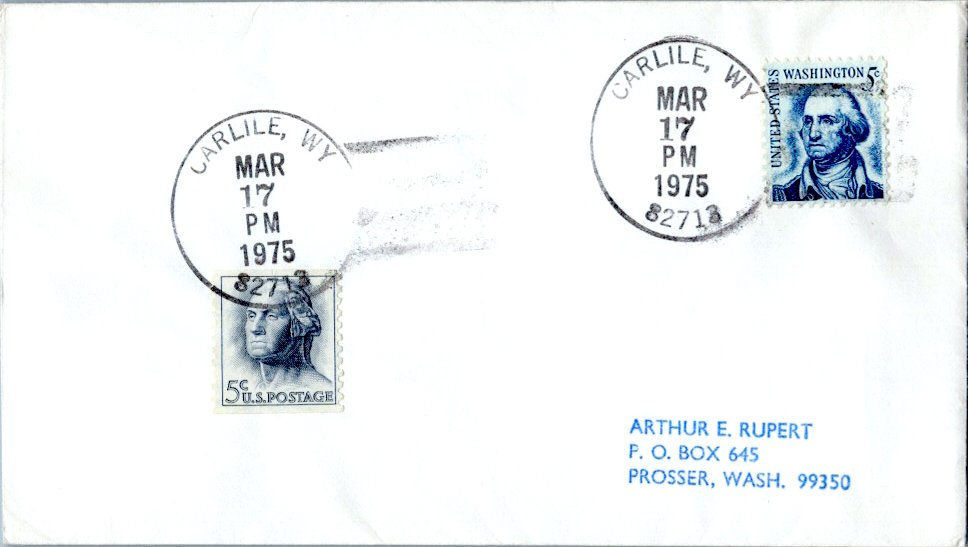 CARLILE, WY
MAR
17
PM
1975
82713
UNITED STATES
WASHINGTON 5c
CARLILE, WY
MAR
17
PM
1975
82713
5c
U.S. POSTAGE
ARTHUR E. RUPERT
P. O. BOX 645
PROSSER, WASH. 99350